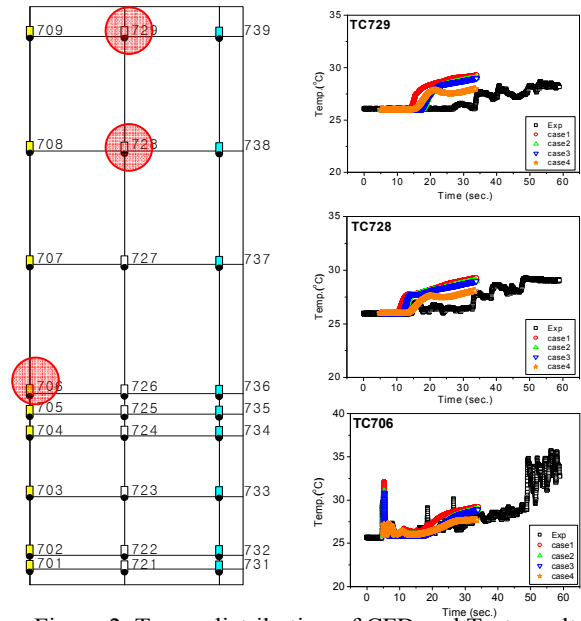 709 729 739
708 728 738
707 727 737
706 726 736
705 725 735
704 724 734
703 723 733
702 722 732
701 721 731
TC729
Temp.(°C)
35
30
25
20
0 10 20 30 40 50 60
Time (sec.)
Exp
case1
case2
case3
case4
TC728
Temp.(°C)
35
30
25
20
0 10 20 30 40 50 60
Time (sec.)
Exp
case1
case2
case3
case4
TC706
Temp.(°C)
40
35
30
25
20
0 10 20 30 40 50 60
Time (sec.)
Exp
case1
case2
case3
case4